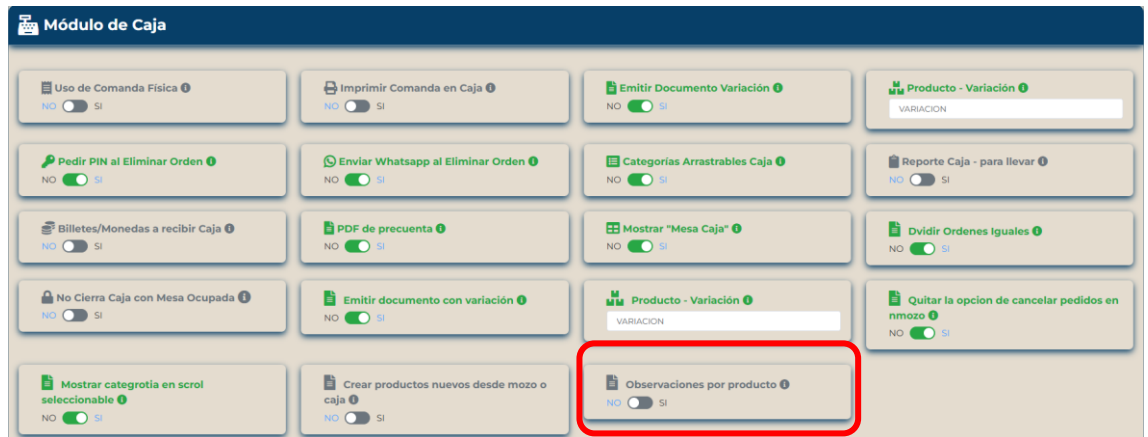 Módulo de Caja
Uso de Comanda Física
NO SI
Imprimir Comanda en Caja
NO SI
Emitir Documento Variación
NO SI
Producto - Variación
VARIACION
Pedir PIN al Eliminar Orden
NO SI
Enviar Whatsapp al Eliminar Orden
NO SI
Categorías Arrastrables Caja
NO SI
Reporte Caja - para llevar
NO SI
Billetes/Monedas a recibir Caja
NO SI
PDF de precuenta
NO SI
Mostrar "Mesa Caja"
NO SI
Dvidir Ordenes Iguales
NO SI
No Cierra Caja con Mesa Ocupada
NO SI
Emitir documento con variación
NO SI
Producto - Variación
VARIACION
Quitar la opcion de cancelar pedidos en
nmozo
NO SI
Mostrar categrotia en scrol
seleccionable
NO SI
Crear productos nuevos desde mozo o
caja
NO SI
Observaciones por producto
NO SI